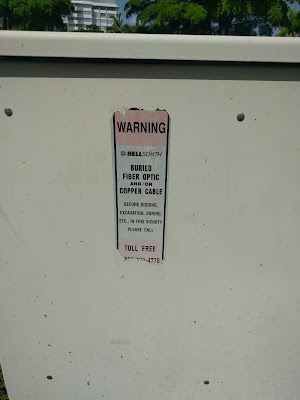 WARNING
BELLSOUTH
BURIED
FIBER OPTIC
AND/OR
COPPER CABLE
BEFORE DIGGING,
EXCAVATING, BORING,
ETC., IN THIS VICINITY
PLEASE CALL
TOLL FREE
4770